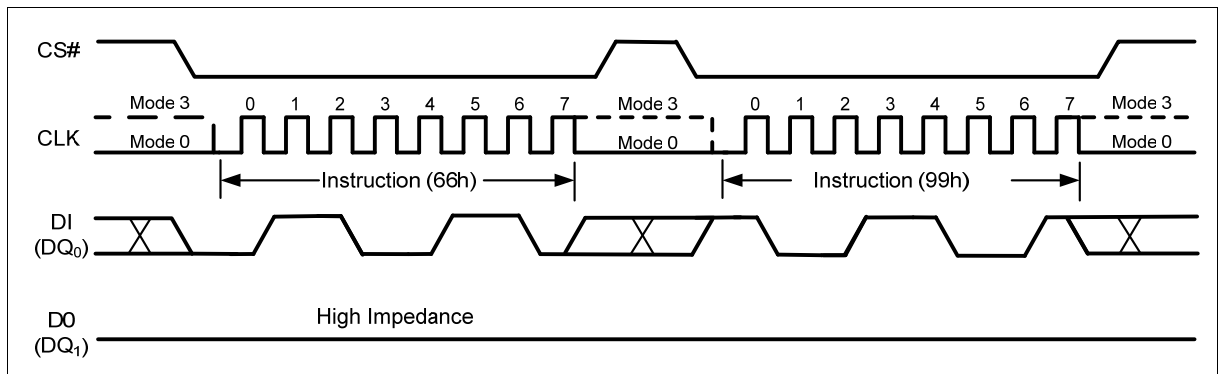 CS#
Mode 3 0 1 2 3 4 5 6 7 Mode 3 0 1 2 3 4 5 6 7 Mode 3
CLK
Mode 0 Mode 0 Mode 0
Instruction (66h) Instruction (99h)
DI
(DQ₀)
High Impedance
D0
(DQ₁)